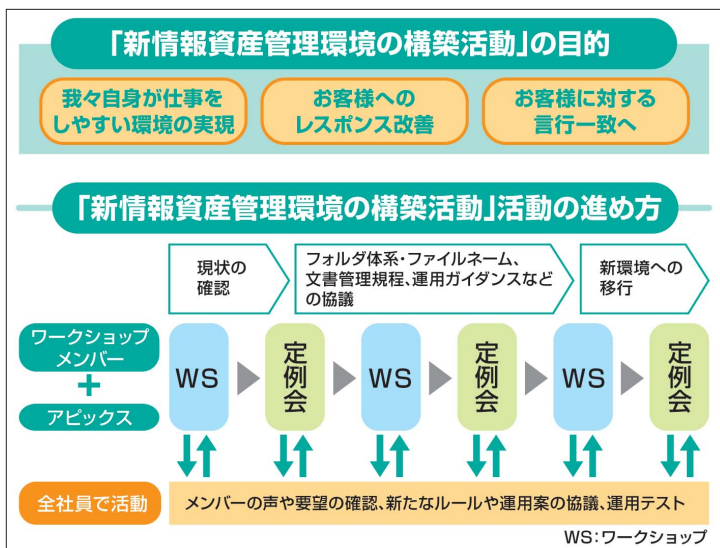 「新情報資産管理環境の構築活動」の目的
我々自身が仕事を
しやすい環境の実現
お客様への
レスポンス改善
お客様に対する
言行一致へ
「新情報資産管理環境の構築活動」活動の進め方
現状の
確認
フォルダ体系・ファイルネーム、
文書管理規程、運用ガイダンスなど
の協議
新環境への
移行
ワークショップ
メンバー
+
アピックス
WS
定例会
WS
定例会
WS
定例会
全社員で活動
メンバーの声や要望の確認、新たなルールや運用案の協議、運用テスト
WS:ワークショップ